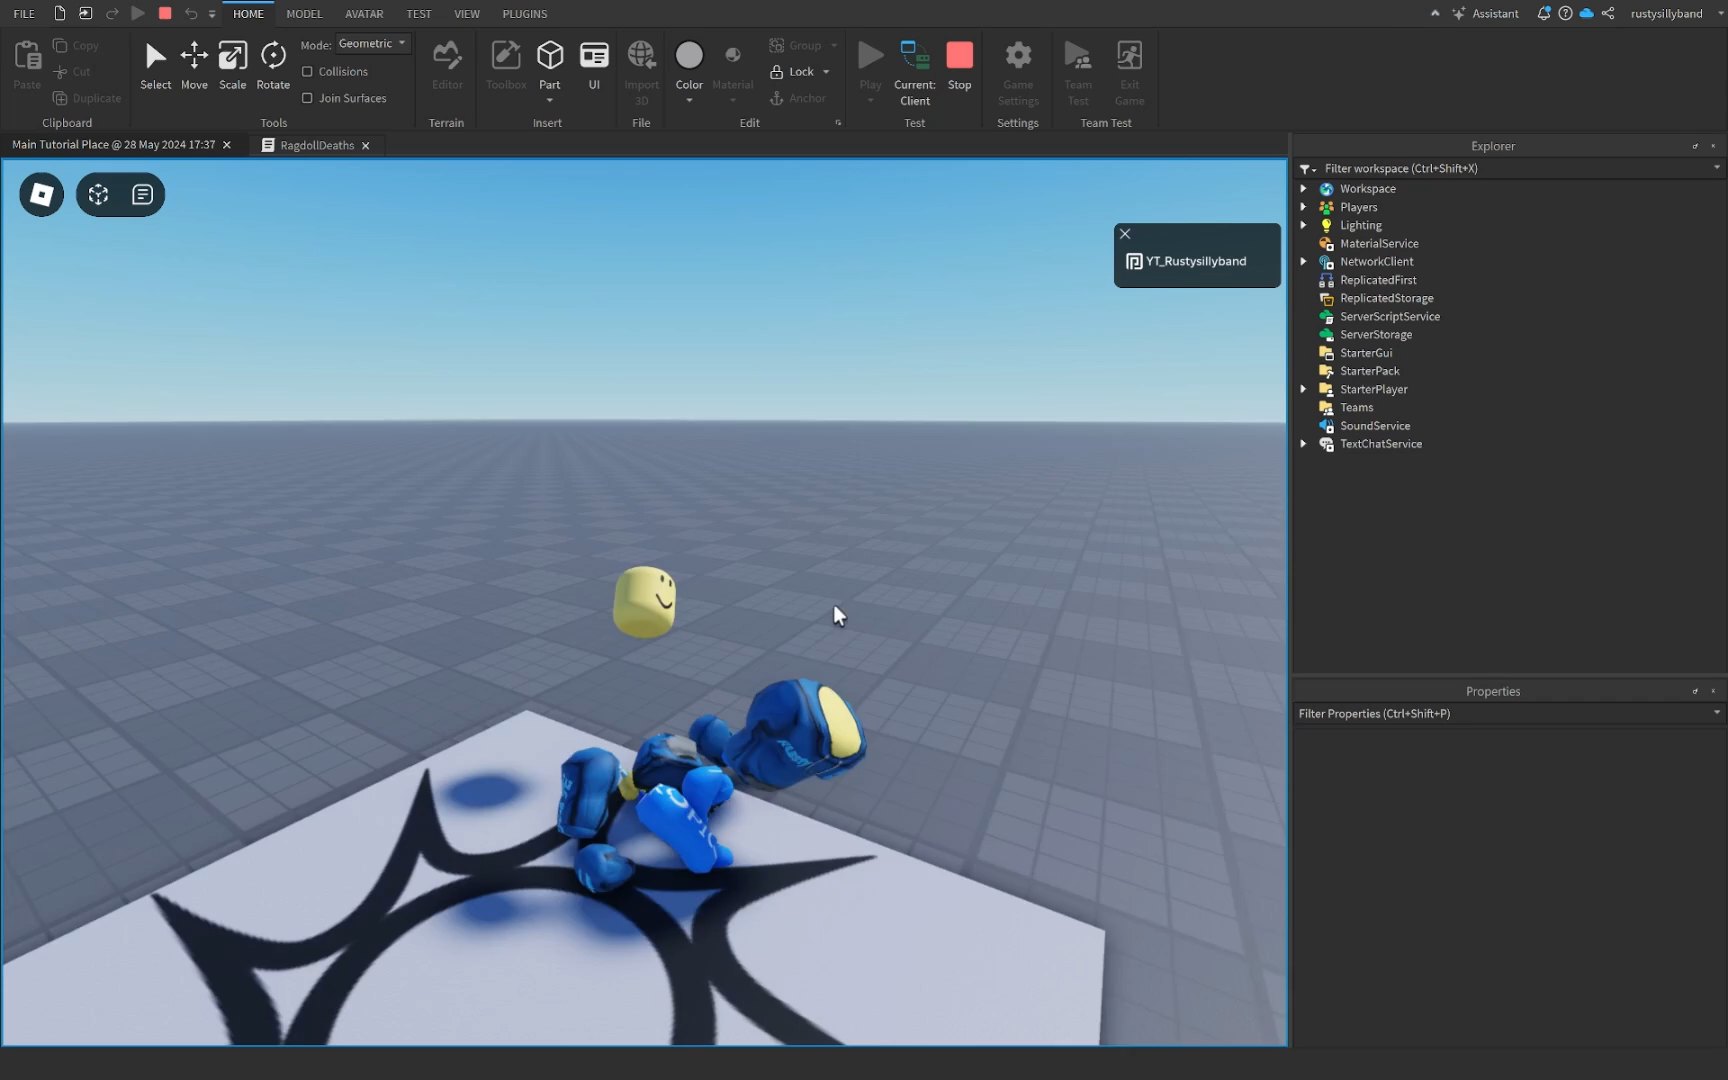 FILE HOME MODEL AVATAR TEST VIEW PLUGINS Assistant rustysillyband
Paste Copy Cut Duplicate Clipboard
Select Move Scale Rotate Mode: Geometric Collisions Join Surfaces Tools
Editor Terrain
Toolbox Part UI Insert
Import 3D File
Color Material Group Lock Anchor Edit
Play Current: Client Stop Test
Game Settings Settings
Team Test Exit Game Team Test
Main Tutorial Place @ 28 May 2024 17:37 RagdollDeaths
YT_Rustysillyband
Explorer
Filter workspace (Ctrl+Shift+X)
Workspace
Players
Lighting
MaterialService
NetworkClient
ReplicatedFirst
ReplicatedStorage
ServerScriptService
ServerStorage
StarterGui
StarterPack
StarterPlayer
Teams
SoundService
TextChatService
Properties
Filter Properties (Ctrl+Shift+P)